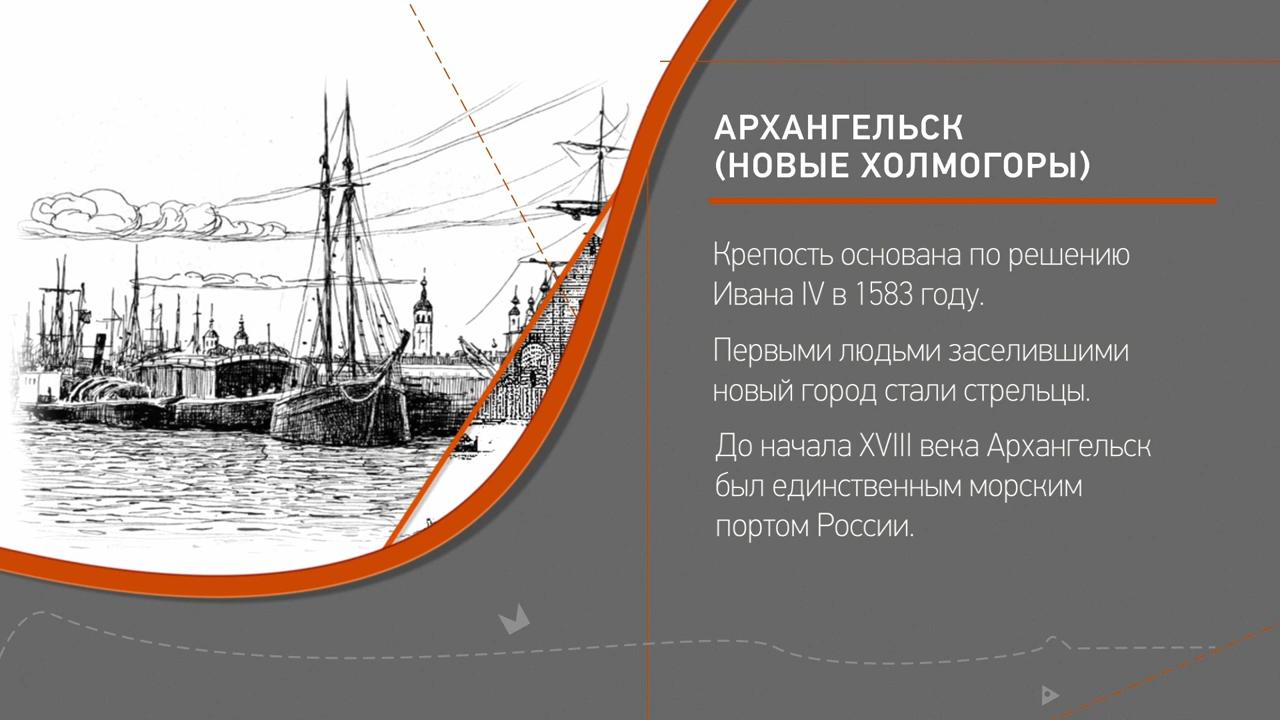 АРХАНГЕЛЬСК
(НОВЫЕ ХОЛМОГОРЫ)
Крепость основана по решению
Ивана IV в 1583 году.
Первыми людьми заселившими
новый город стали стрельцы.
До начала XVIII века Архангельск
был единственным морским
портом России.